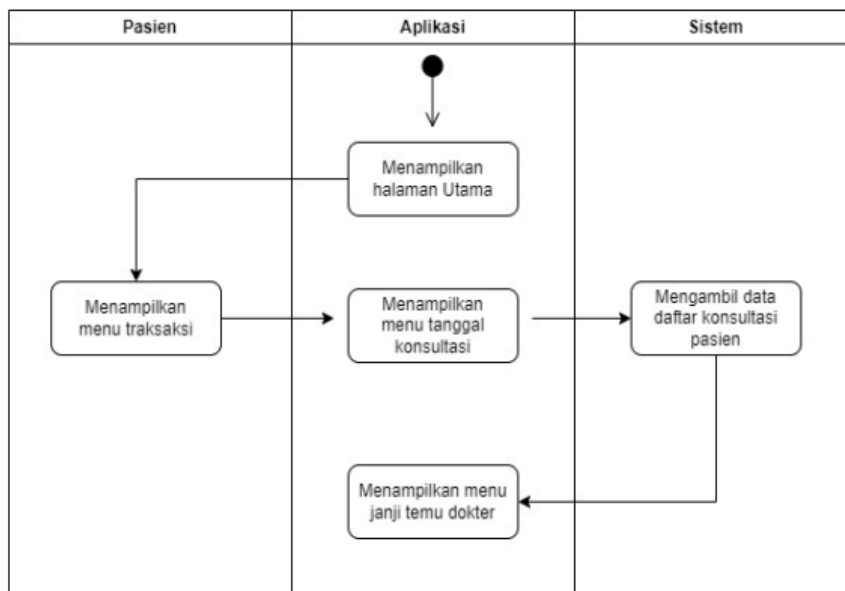 Pasien
Aplikasi
Sistem
Menampilkan
halaman Utama
Menampilkan
menu traksaksi
Menampilkan
menu tanggal
konsultasi
Mengambil data
daftar konsultasi
pasien
Menampilkan menu
janji temu dokter